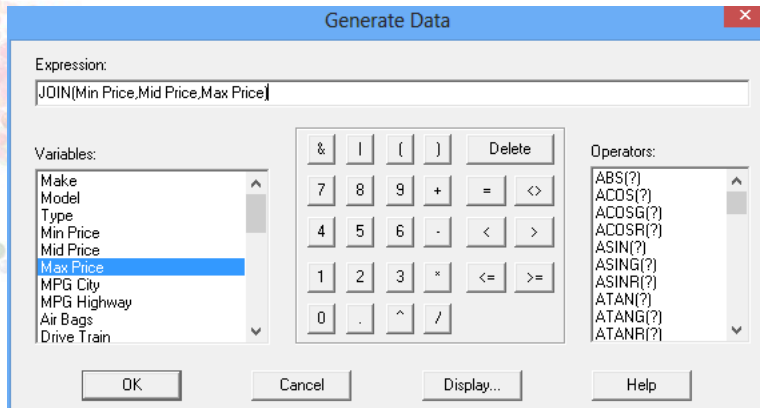 Generate Data
Expression:
JOIN(Min Price,Mid Price,Max Price)
Variables:
Make
Model
Type
Min Price
Mid Price
Max Price
MPG City
MPG Highway
Air Bags
Drive Train
& | ( ) Delete
7 8 9 + = <>
4 5 6 - < >
1 2 3 * <= >=
0 . ^ /
Operators:
ABS(?)
ACOS(?)
ACOSG(?)
ACOSR(?)
ASIN(?)
ASING(?)
ASINR(?)
ATAN(?)
ATANG(?)
ATANR(?)
OK Cancel Display... Help